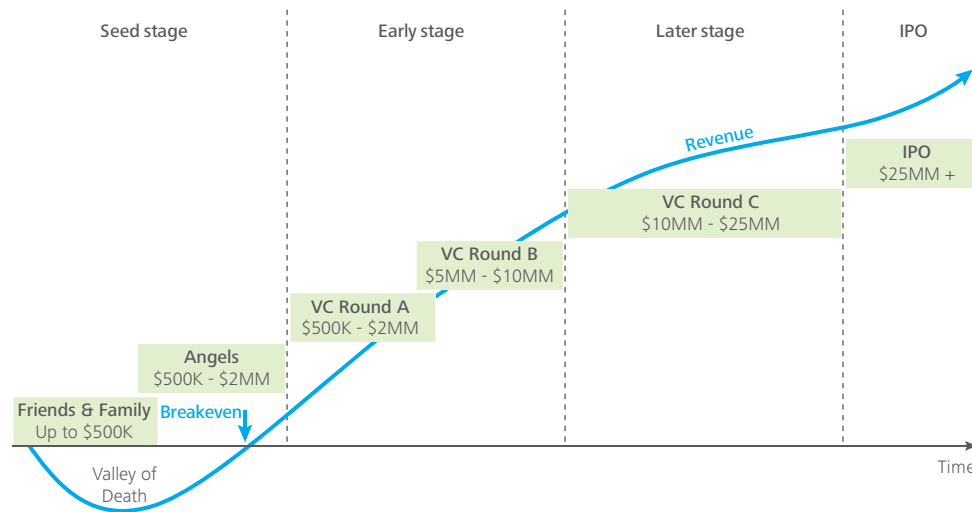 Seed stage
Early stage
Later stage
IPO
Revenue
IPO
$25MM +
VC Round C
$10MM - $25MM
VC Round B
$5MM - $10MM
VC Round A
$500K - $2MM
Angels
$500K - $2MM
Friends & Family
Up to $500K
Breakeven
Time
Valley of
Death